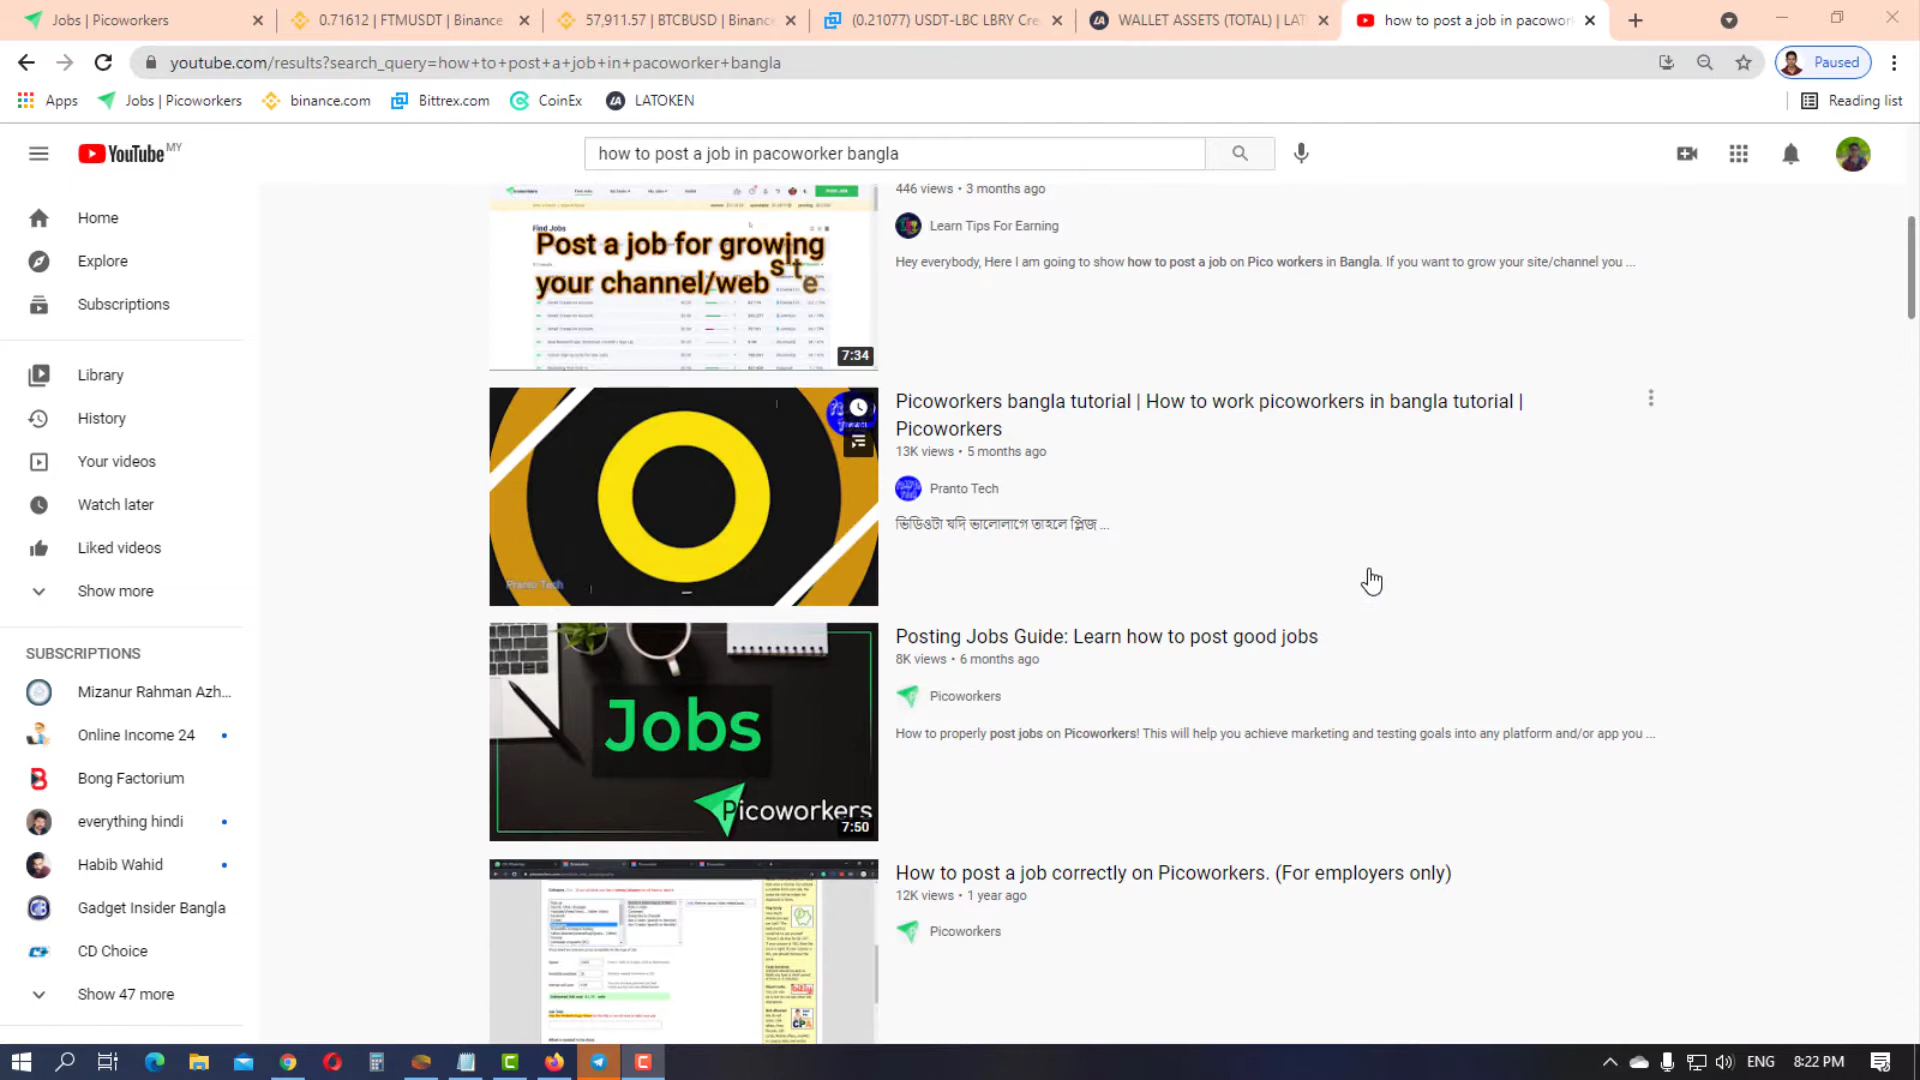 Jobs | Picoworkers
0.71612 | FTMUSDT | Binance
57,911.57 | BTCBUSD | Binanc
(0.21077) USDT-LBC LBRY Cre
WALLET ASSETS (TOTAL) | LAT
how to post a job in pacowor
youtube.com/results?search_query=how+to+post+a+job+in+pacoworker+bangla
Paused
Apps
Jobs | Picoworkers
binance.com
Bittrex.com
CoinEx
LATOKEN
Reading list
YouTube MY
how to post a job in pacoworker bangla
Home
Explore
Subscriptions
Library
History
Your videos
Watch later
Liked videos
Show more
SUBSCRIPTIONS
Mizanur Rahman Azh...
Online Income 24
Bong Factorium
everything hindi
Habib Wahid
Gadget Insider Bangla
CD Choice
Show 47 more
Find Jobs
Post a job for growing
your channel/web site
7:34
446 views • 3 months ago
Learn Tips For Earning
Hey everybody, Here I am going to show how to post a job on Pico workers in Bangla. If you want to grow your site/channel you ...
Pranto Tech
Picoworkers bangla tutorial | How to work picoworkers in bangla tutorial |
Picoworkers
13K views • 5 months ago
Pranto Tech
ভিডিওটা যদি ভালোলাগে তাহলে প্লিজ ...
Jobs
Picoworkers
7:50
Posting Jobs Guide: Learn how to post good jobs
8K views • 6 months ago
Picoworkers
How to properly post jobs on Picoworkers! This will help you achieve marketing and testing goals into any platform and/or app you ...
How to post a job correctly on Picoworkers. (For employers only)
12K views • 1 year ago
Picoworkers
ENG
8:22 PM